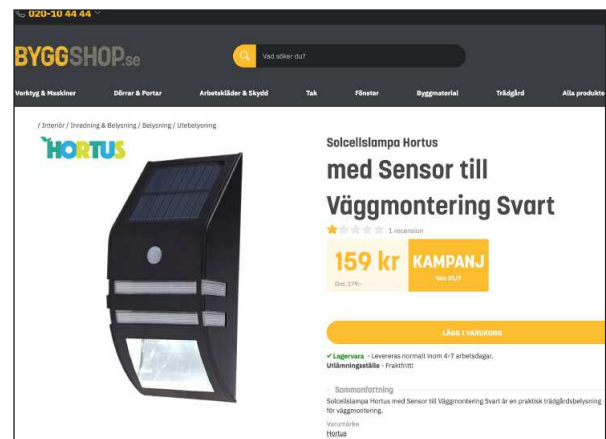 020-10 44 44
BYGGSHOP.se
Vad söker du?
Verktyg & Maskiner Dörrar & Portar Arbetskläder & Skydd Tak Fönster Byggmaterial Trädgård Alla produkte
/ Interiör / Inredning & Belysning / Belysning / Utebelysning
HORTUS
Solcellslampa Hortus
med Sensor till
Väggmontering Svart
1 recension
159 kr
KAMPANJ
Ord. 179:-
LÄGG I VARUKORG
✔ Lagervara - Levereras normalt inom 4-7 arbetsdagar.
Utlämningsställe - Fraktfritt!
Sammanfattning
Solcellslampa Hortus med Sensor till Väggmontering Svart är en praktisk trädgårdsbelysning
för väggmontering.
Varumärke
Hortus